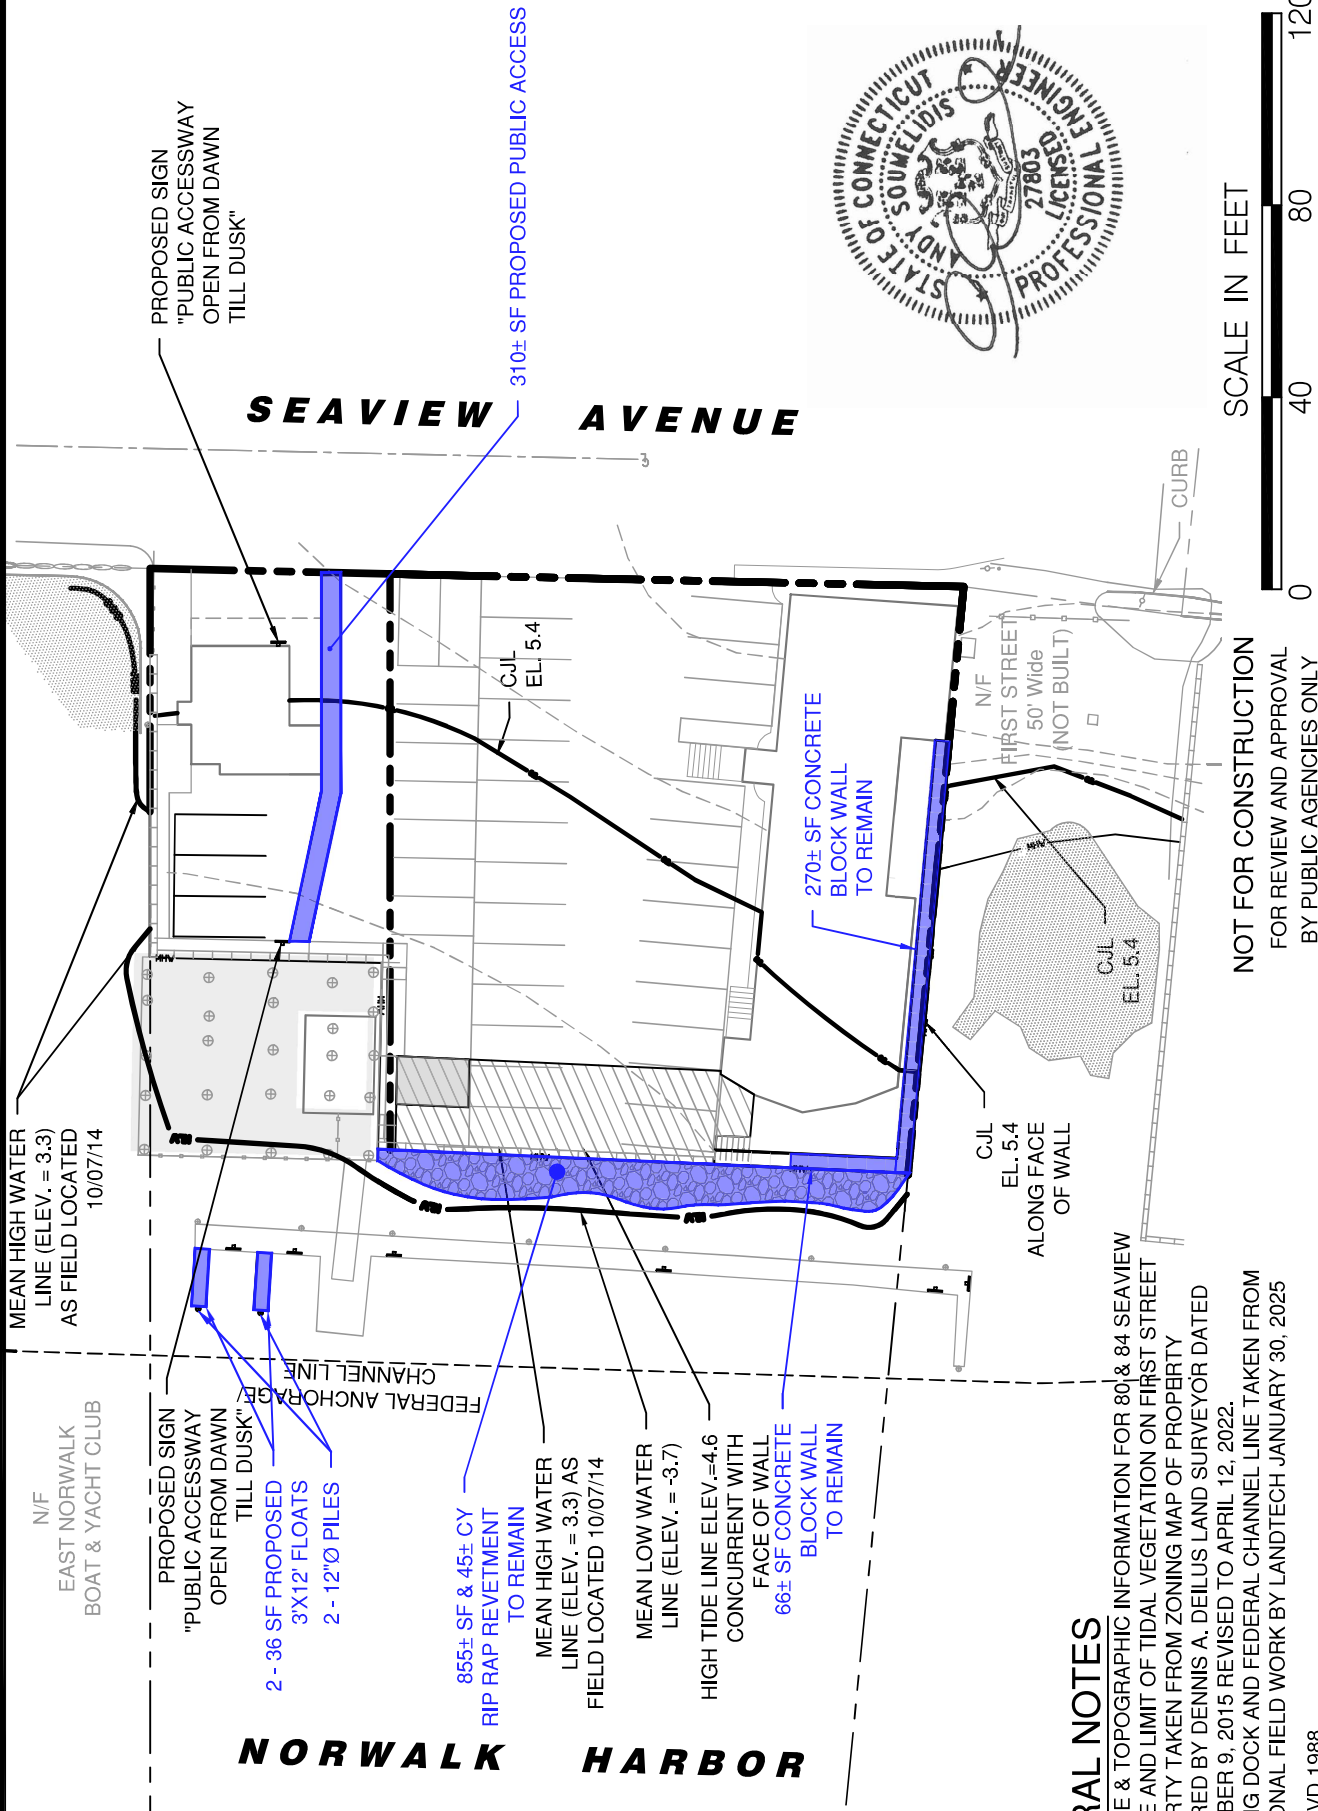 MEAN HIGH WATER
LINE (ELEV. = 3.3)
AS FIELD LOCATED
10/07/14
PROPOSED SIGN
"PUBLIC ACCESSWAY
OPEN FROM DAWN
TILL DUSK"
310± SF PROPOSED PUBLIC ACCESS
SEAVIEW AVENUE
STATE OF CONNECTICUT
ANDY SOUMELIDIS
27803
LICENSED
PROFESSIONAL ENGINEER
SCALE IN FEET
0 40 80 120
CURB
CJL
EL. 5.4
270± SF CONCRETE
BLOCK WALL
TO REMAIN
N/F
FIRST STREET
50' Wide
(NOT BUILT)
CJL
EL. 5.4
CJL
EL. 5.4
ALONG FACE
OF WALL
NOT FOR CONSTRUCTION
FOR REVIEW AND APPROVAL
BY PUBLIC AGENCIES ONLY
N/F
EAST NORWALK
BOAT & YACHT CLUB
FEDERAL ANCHORAGE/
CHANNEL LINE
PROPOSED SIGN
"PUBLIC ACCESSWAY
OPEN FROM DAWN
TILL DUSK"
2 - 36 SF PROPOSED
3'X12' FLOATS
2 - 12"Ø PILES
855± SF & 45± CY
RIP RAP REVETMENT
TO REMAIN
MEAN HIGH WATER
LINE (ELEV. = 3.3) AS
FIELD LOCATED 10/07/14
MEAN LOW WATER
LINE (ELEV. = -3.7)
HIGH TIDE LINE ELEV.=4.6
CONCURRENT WITH
FACE OF WALL
66± SF CONCRETE
BLOCK WALL
TO REMAIN
NORWALK HARBOR
RAL NOTES
E & TOPOGRAPHIC INFORMATION FOR 80 & 84 SEAVIEW
E AND LIMIT OF TIDAL VEGETATION ON FIRST STREET
RTY TAKEN FROM ZONING MAP OF PROPERTY
RED BY DENNIS A. DEILUS LAND SURVEYOR DATED
BER 9, 2015 REVISED TO APRIL 12, 2022.
G DOCK AND FEDERAL CHANNEL LINE TAKEN FROM
ONAL FIELD WORK BY LANDTECH JANUARY 30, 2025
VD 1988